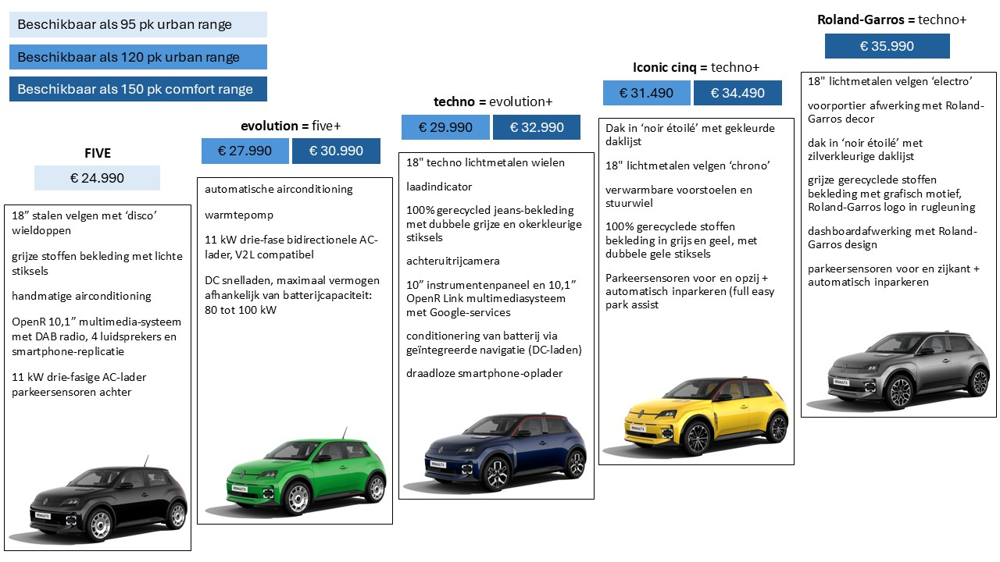 Beschikbaar als 95 pk urban range
Beschikbaar als 120 pk urban range
Beschikbaar als 150 pk comfort range
FIVE
€ 24.990
18” stalen velgen met ‘disco’
wieldoppen
grijze stoffen bekleding met lichte
stiksels
handmatige airconditioning
OpenR 10,1” multimedia-systeem
met DAB radio, 4 luidsprekers en
smartphone-replicatie
11 kW drie-fasige AC-lader
parkeersensoren achter
RENAULT 5
evolution = five+
€ 27.990
€ 30.990
automatische airconditioning
warmtepomp
11 kW drie-fase bidirectionele AC-
lader, V2L compatibel
DC snelladen, maximaal vermogen
afhankelijk van batterijcapaciteit:
80 tot 100 kW
RENAULT 5
techno = evolution+
€ 29.990
€ 32.990
18" techno lichtmetalen wielen
laadindicator
100% gerecycled jeans-bekleding
met dubbele grijze en okerkleurige
stiksels
achteruitrijcamera
10” instrumentenpaneel en 10,1”
OpenR Link multimediasysteem
met Google-services
conditionering van batterij via
geïntegreerde navigatie (DC-laden)
draadloze smartphone-oplader
RENAULT 5
Iconic cinq = techno+
€ 31.490
€ 34.490
Dak in ‘noir étoilé’ met gekleurde
daklijst
18" lichtmetalen velgen ‘chrono’
verwarmbare voorstoelen en
stuurwiel
100% gerecyclede stoffen
bekleding in grijs en geel, met
dubbele gele stiksels
Parkeersensoren voor en opzij +
automatisch inparkeren (full easy
park assist
RENAULT 5
Roland-Garros = techno+
€ 35.990
18" lichtmetalen velgen ‘electro’
voorportier afwerking met Roland-
Garros decor
dak in ‘noir étoilé’ met
zilverkleurige daklijst
grijze gerecyclede stoffen
bekleding met grafisch motief,
Roland-Garros logo in rugleuning
dashboardafwerking met Roland-
Garros design
parkeersensoren voor en zijkant +
automatisch inparkeren
RENAULT 5